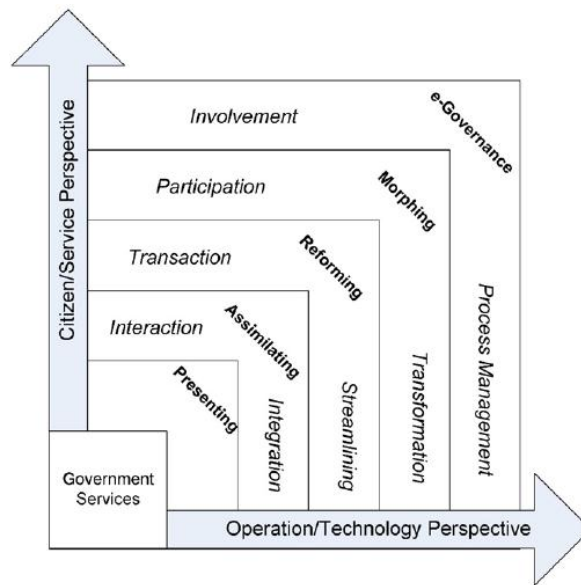 Citizen/Service Perspective
Involvement
e-Governance
Participation
Morphing
Transaction
Reforming
Interaction
Assimilating
Presenting
Integration
Streamlining
Transformation
Process Management
Government
Services
Operation/Technology Perspective